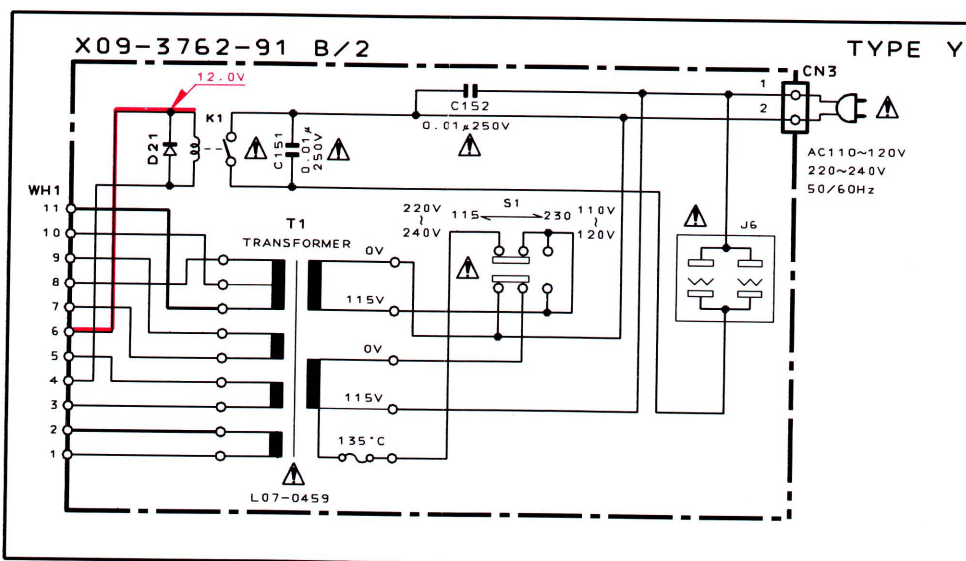 X09-3762-91 B/2
TYPE Y
12.0V
CN3
1
2
D21
K1
C151
0.01µ
250V
C152
0.01µ250V
AC110~120V
220~240V
50/60Hz
WH1
11
10
9
8
7
6
5
4
3
2
1
T1
TRANSFORMER
0V
115V
0V
115V
135°C
L07-0459
220V
~
240V
S1
115
230
110V
~
120V
J6